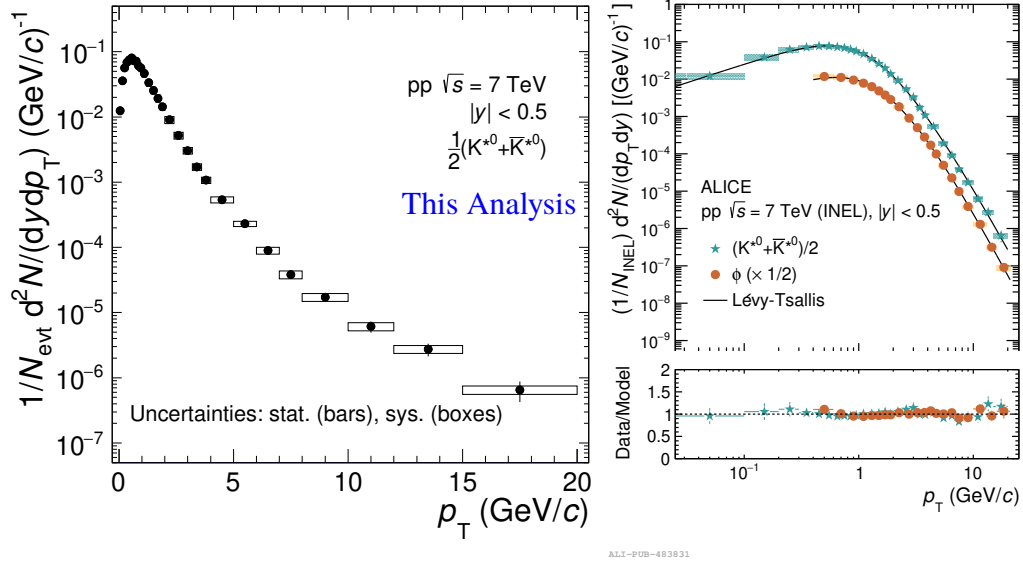 1/N_evt d²N/(dydp_T) (GeV/c)⁻¹
10⁻¹
10⁻²
10⁻³
10⁻⁴
10⁻⁵
10⁻⁶
10⁻⁷
pp √s = 7 TeV
|y| < 0.5
½(K*⁰+K̅*⁰)
This Analysis
Uncertainties: stat. (bars), sys. (boxes)
0 5 10 15 20
p_T (GeV/c)
(1/N_INEL) d²N/(dp_Tdy) [(GeV/c)⁻¹]
1
10⁻¹
10⁻²
10⁻³
10⁻⁴
10⁻⁵
10⁻⁶
10⁻⁷
10⁻⁸
10⁻⁹
ALICE
pp √s = 7 TeV (INEL), |y| < 0.5
(K*⁰+K̅*⁰)/2
ϕ (× 1/2)
Lévy-Tsallis
Data/Model
2
1.5
1
0.5
0
10⁻¹ 1 10
p_T (GeV/c)
ALI-PUB-483831